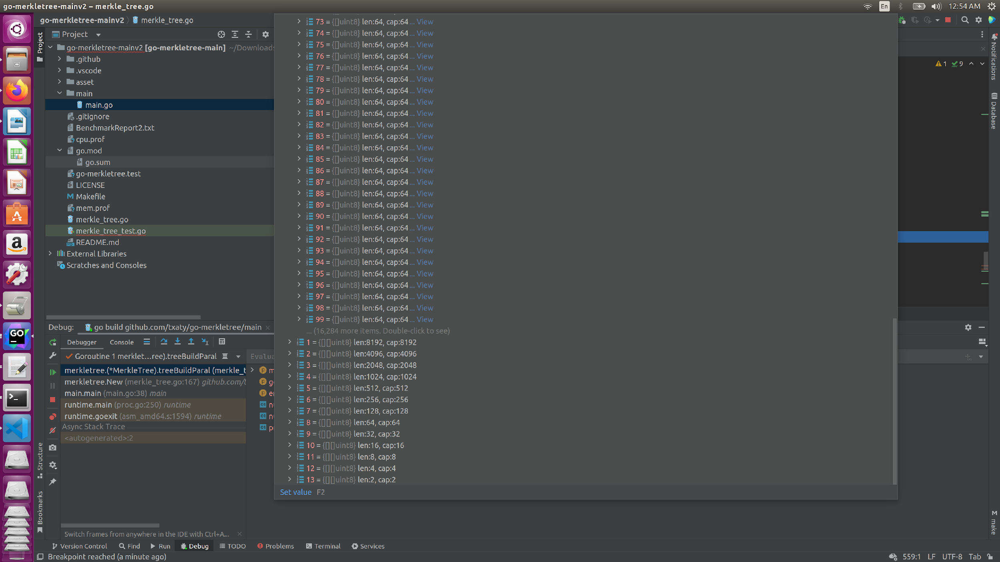 go-merkletree-mainv2 – merkle_tree.go
En
12:54 AM
go-merkletree-mainv2 〉 merkle_tree.go
Project
Project
go-merkletree-mainv2 [go-merkletree-main] ~/Downloads
.github
.vscode
asset
main
main.go
.gitignore
BenchmarkReport2.txt
cpu.prof
go.mod
go.sum
go-merkletree.test
LICENSE
Makefile
mem.prof
merkle_tree.go
merkle_tree_test.go
README.md
External Libraries
Scratches and Consoles
73 = {[]uint8} len:64, cap:64 ... View
74 = {[]uint8} len:64, cap:64 ... View
75 = {[]uint8} len:64, cap:64 ... View
76 = {[]uint8} len:64, cap:64 ... View
77 = {[]uint8} len:64, cap:64 ... View
78 = {[]uint8} len:64, cap:64 ... View
79 = {[]uint8} len:64, cap:64 ... View
80 = {[]uint8} len:64, cap:64 ... View
81 = {[]uint8} len:64, cap:64 ... View
82 = {[]uint8} len:64, cap:64 ... View
83 = {[]uint8} len:64, cap:64 ... View
84 = {[]uint8} len:64, cap:64 ... View
85 = {[]uint8} len:64, cap:64 ... View
86 = {[]uint8} len:64, cap:64 ... View
87 = {[]uint8} len:64, cap:64 ... View
88 = {[]uint8} len:64, cap:64 ... View
89 = {[]uint8} len:64, cap:64 ... View
90 = {[]uint8} len:64, cap:64 ... View
91 = {[]uint8} len:64, cap:64 ... View
92 = {[]uint8} len:64, cap:64 ... View
93 = {[]uint8} len:64, cap:64 ... View
94 = {[]uint8} len:64, cap:64 ... View
95 = {[]uint8} len:64, cap:64 ... View
96 = {[]uint8} len:64, cap:64 ... View
97 = {[]uint8} len:64, cap:64 ... View
98 = {[]uint8} len:64, cap:64 ... View
99 = {[]uint8} len:64, cap:64 ... View
... (16,284 more items. Double-click to see)
1 = {[][]uint8} len:8192, cap:8192
2 = {[][]uint8} len:4096, cap:4096
3 = {[][]uint8} len:2048, cap:2048
4 = {[][]uint8} len:1024, cap:1024
5 = {[][]uint8} len:512, cap:512
6 = {[][]uint8} len:256, cap:256
7 = {[][]uint8} len:128, cap:128
8 = {[][]uint8} len:64, cap:64
9 = {[][]uint8} len:32, cap:32
10 = {[][]uint8} len:16, cap:16
11 = {[][]uint8} len:8, cap:8
12 = {[][]uint8} len:4, cap:4
13 = {[][]uint8} len:2, cap:2
Set value F2
1 9
Notifications
Database
make
Debug: go build github.com/txaty/go-merkletree/main
Debugger Console
Goroutine 1 merklet...ree).treeBuildParal
Evalua
merkletree.(*MerkleTree).treeBuildParal (merkle_t
merkletree.New (merkle_tree.go:167) github.com/t
main.main (main.go:38) main
runtime.main (proc.go:250) runtime
runtime.goexit (asm_amd64.s:1594) runtime
Async Stack Trace
<autogenerated>:2
Structure
Bookmarks
Switch frames from anywhere in the IDE with Ctrl+A...
Version Control Find Run Debug TODO Problems Terminal Services
Breakpoint reached (a minute ago)
559:1 LF UTF-8 Tab
GO